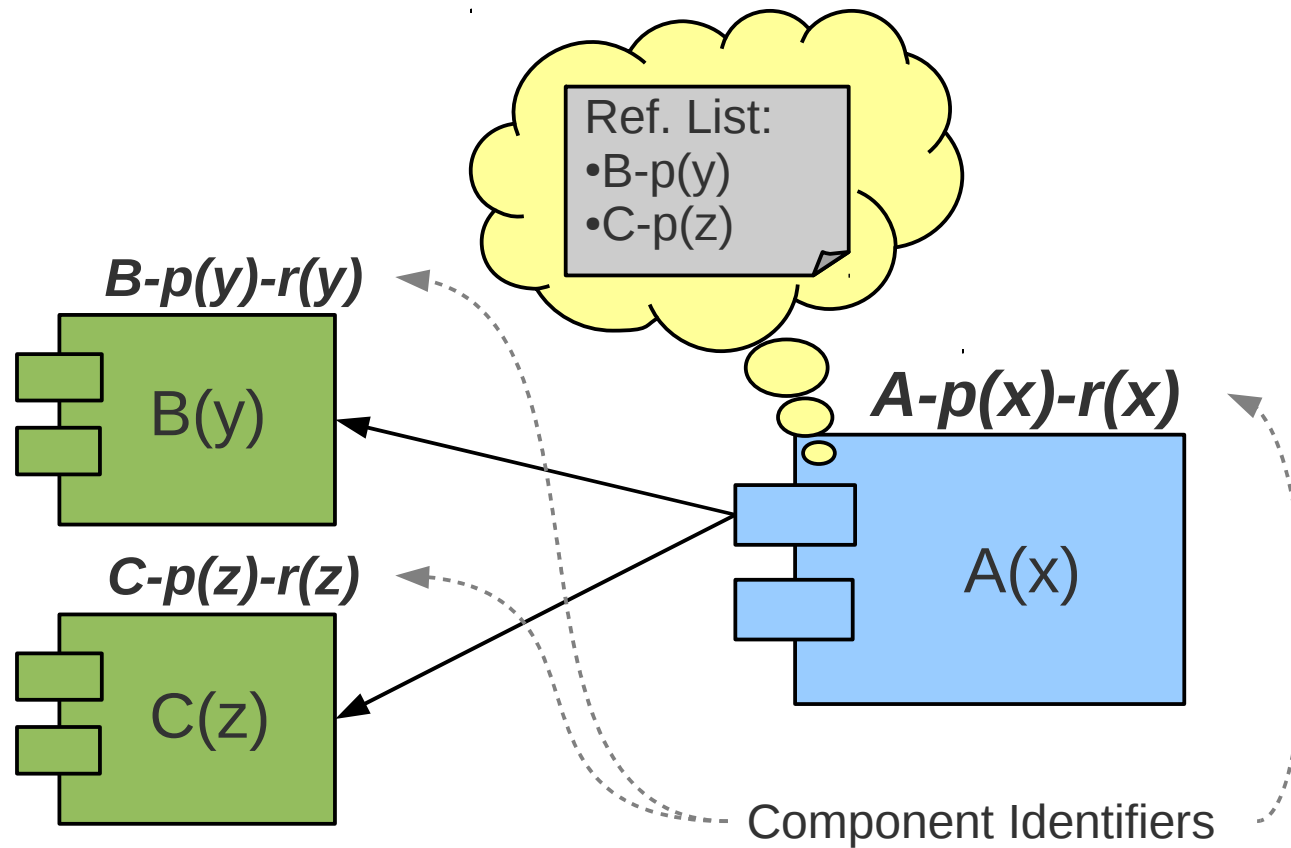 Ref. List:
•B-p(y)
•C-p(z)
B-p(y)-r(y)
A-p(x)-r(x)
B(y)
C-p(z)-r(z)
A(x)
C(z)
Component Identifiers